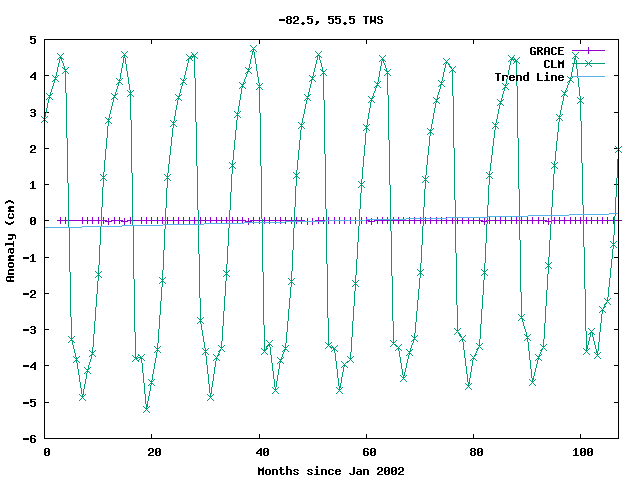 -82.5, 55.5 TWS
GRACE
CLM
Trend Line
5
4
3
2
1
0
-1
-2
-3
-4
-5
-6
Anomaly (cm)
0 20 40 60 80 100
Months since Jan 2002